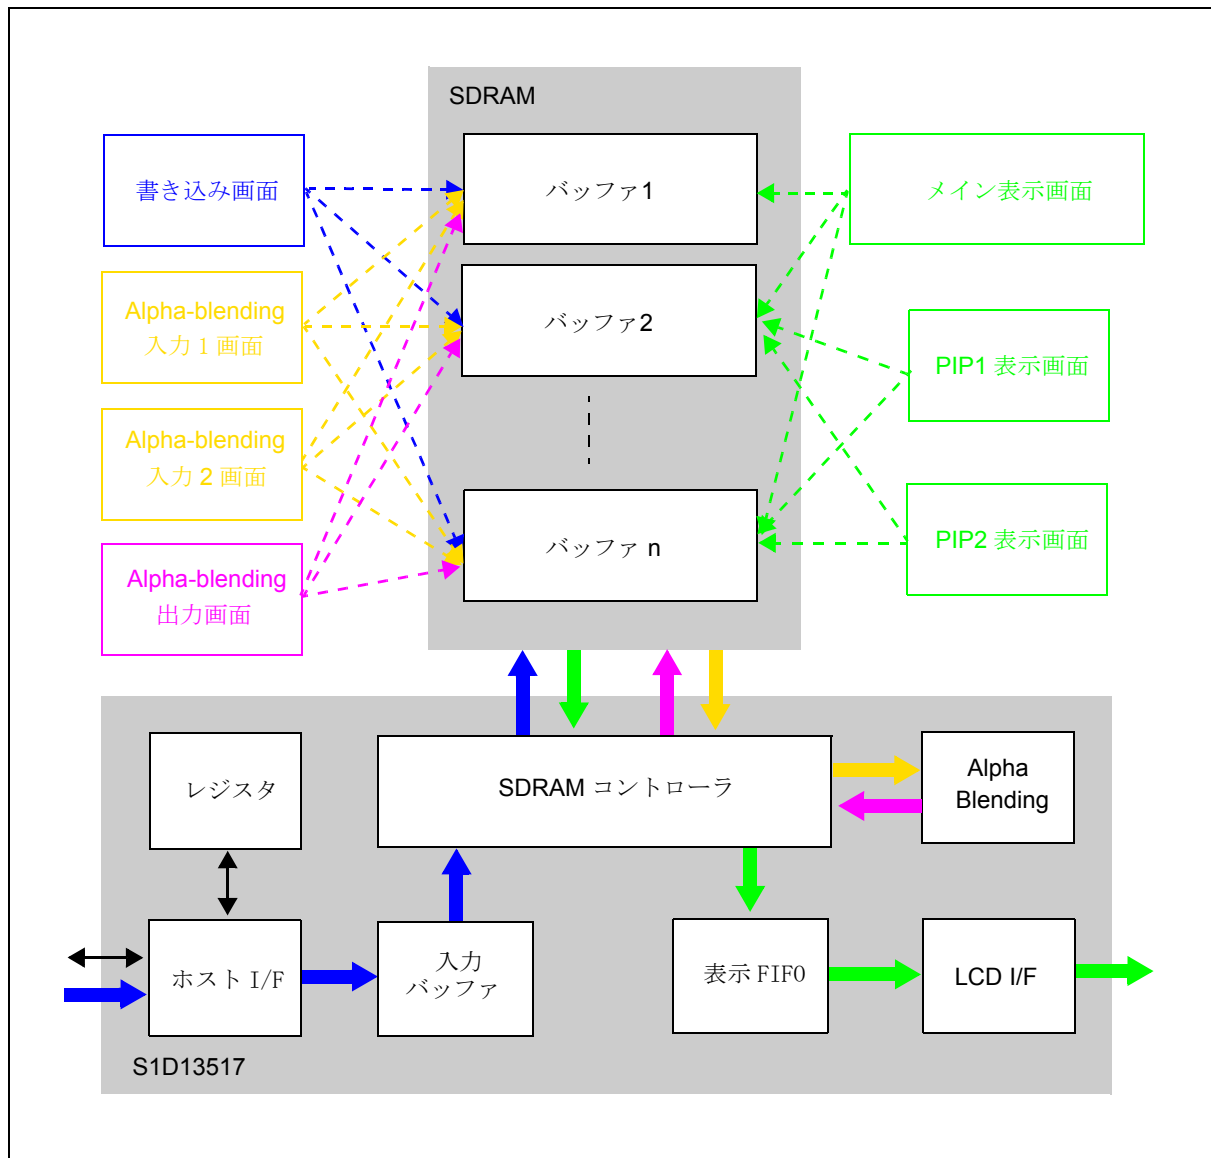 SDRAM
書き込み画面
バッファ1
メイン表示画面
Alpha-blending
入力 1 画面
バッファ2
PIP1 表示画面
Alpha-blending
入力 2 画面
バッファ n
PIP2 表示画面
Alpha-blending
出力画面
レジスタ
SDRAM コントローラ
Alpha
Blending
ホスト I/F
入力
バッファ
表示 FIFO
LCD I/F
S1D13517